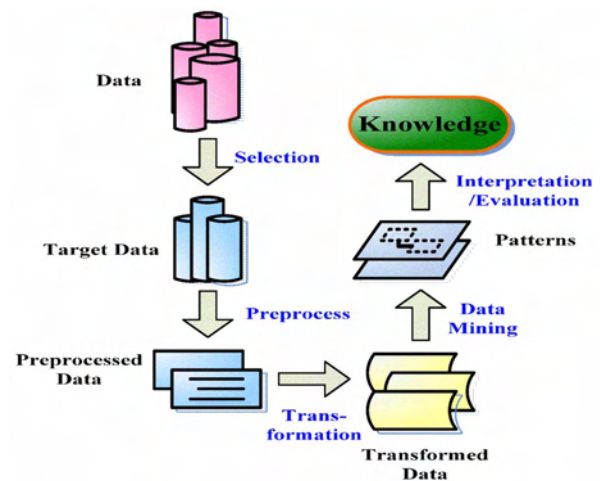 Data
Selection
Target Data
Preprocess
Preprocessed
Data
Trans-
formation
Transformed
Data
Data
Mining
Patterns
Interpretation
/Evaluation
Knowledge